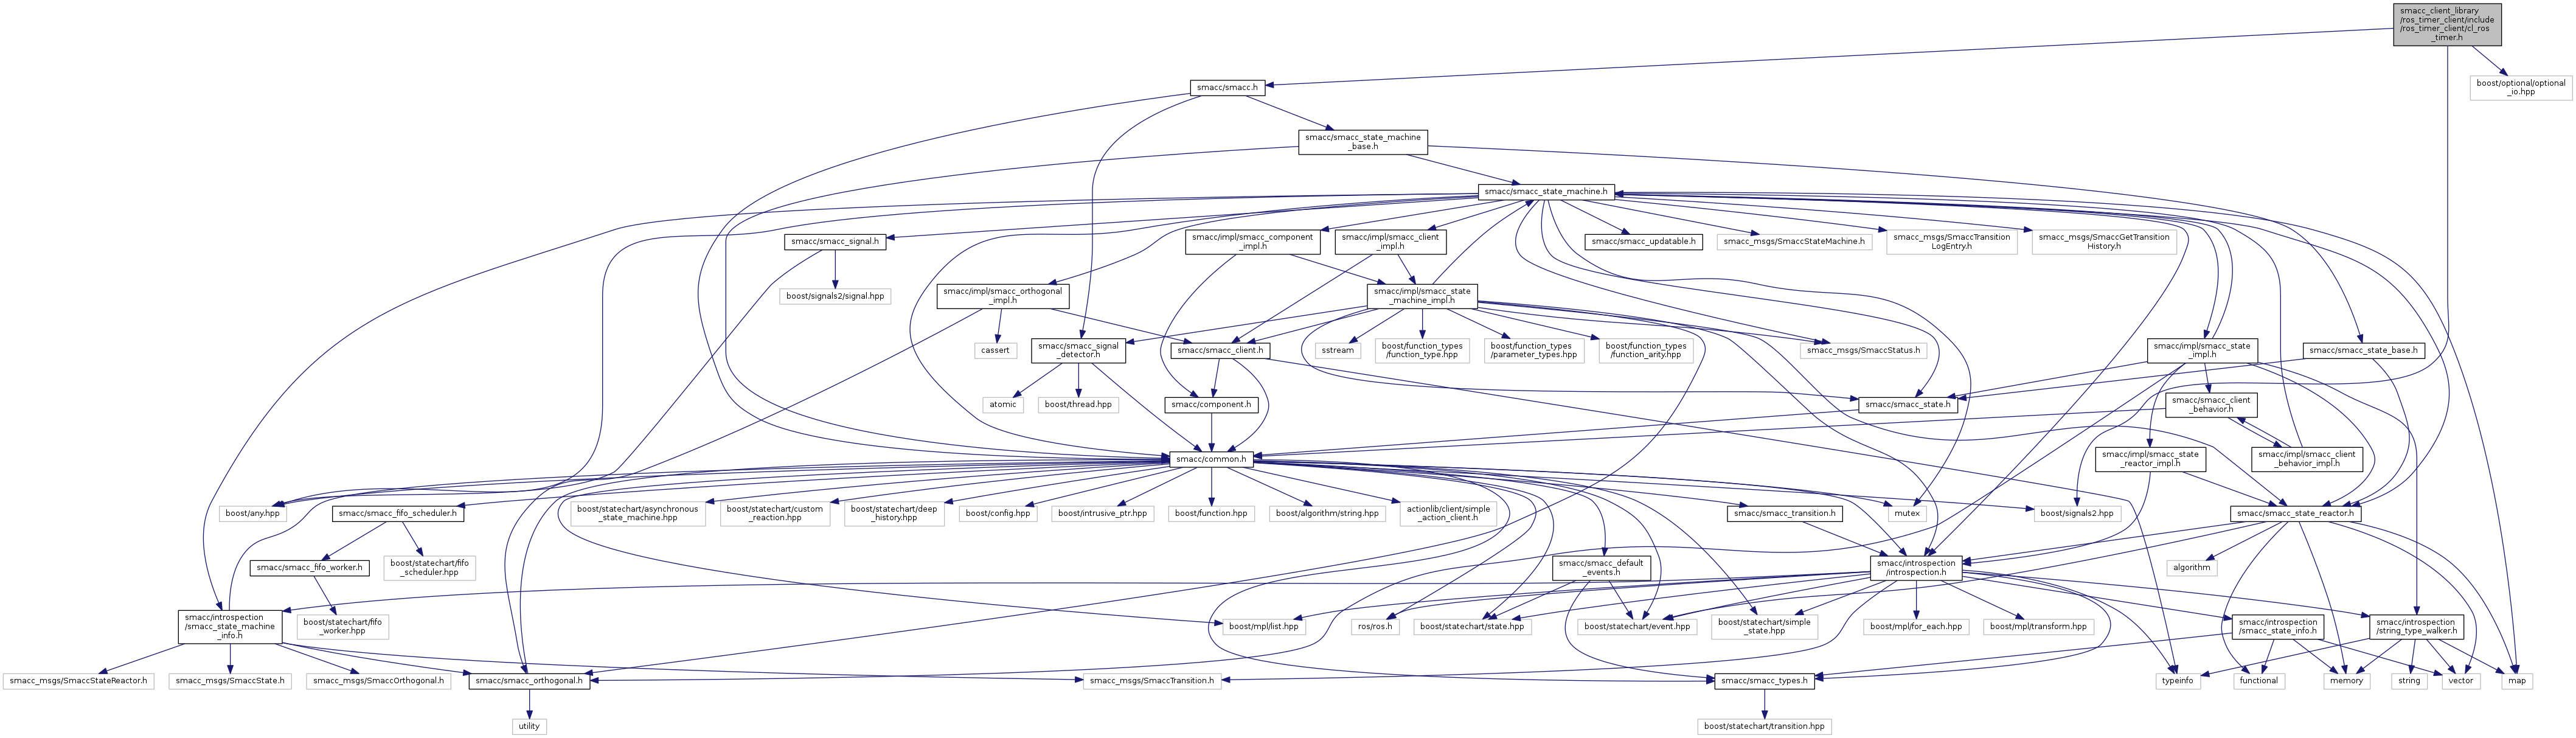 smacc_client_library
/ros_timer_client/include
/ros_timer_client/cl_ros
_timer.h
smacc/smacc.h
boost/optional/optional
_io.hpp
smacc/smacc_state_machine
_base.h
smacc/smacc_state_machine.h
smacc/smacc_signal.h
smacc/impl/smacc_component
_impl.h
smacc/impl/smacc_client
_impl.h
smacc/smacc_updatable.h
smacc_msgs/SmaccStateMachine.h
smacc_msgs/SmaccTransition
LogEntry.h
smacc_msgs/SmaccGetTransition
History.h
boost/signals2/signal.hpp
smacc/impl/smacc_orthogonal
_impl.h
smacc/impl/smacc_state
_machine_impl.h
cassert
smacc/smacc_signal
_detector.h
smacc/smacc_client.h
sstream
boost/function_types
/function_type.hpp
boost/function_types
/parameter_types.hpp
boost/function_types
/function_arity.hpp
smacc_msgs/SmaccStatus.h
smacc/impl/smacc_state
_impl.h
smacc/smacc_state_base.h
atomic
boost/thread.hpp
smacc/component.h
smacc/smacc_state.h
smacc/smacc_client
_behavior.h
smacc/common.h
smacc/impl/smacc_state
_reactor_impl.h
smacc/impl/smacc_client
_behavior_impl.h
boost/any.hpp
smacc/smacc_fifo_scheduler.h
boost/statechart/asynchronous
_state_machine.hpp
boost/statechart/custom
_reaction.hpp
boost/statechart/deep
_history.hpp
boost/config.hpp
boost/intrusive_ptr.hpp
boost/function.hpp
boost/algorithm/string.hpp
actionlib/client/simple
_action_client.h
smacc/smacc_transition.h
mutex
boost/signals2.hpp
smacc/smacc_state_reactor.h
smacc/smacc_fifo_worker.h
boost/statechart/fifo
_scheduler.hpp
smacc/smacc_default
_events.h
smacc/introspection
/introspection.h
algorithm
smacc/introspection
/smacc_state_machine
_info.h
boost/statechart/fifo
_worker.hpp
boost/mpl/list.hpp
ros/ros.h
boost/statechart/state.hpp
boost/statechart/event.hpp
boost/statechart/simple
_state.hpp
boost/mpl/for_each.hpp
boost/mpl/transform.hpp
smacc/introspection
/smacc_state_info.h
smacc/introspection
/string_type_walker.h
smacc_msgs/SmaccStateReactor.h
smacc_msgs/SmaccState.h
smacc_msgs/SmaccOrthogonal.h
smacc/smacc_orthogonal.h
smacc_msgs/SmaccTransition.h
smacc/smacc_types.h
typeinfo
functional
memory
string
vector
map
utility
boost/statechart/transition.hpp